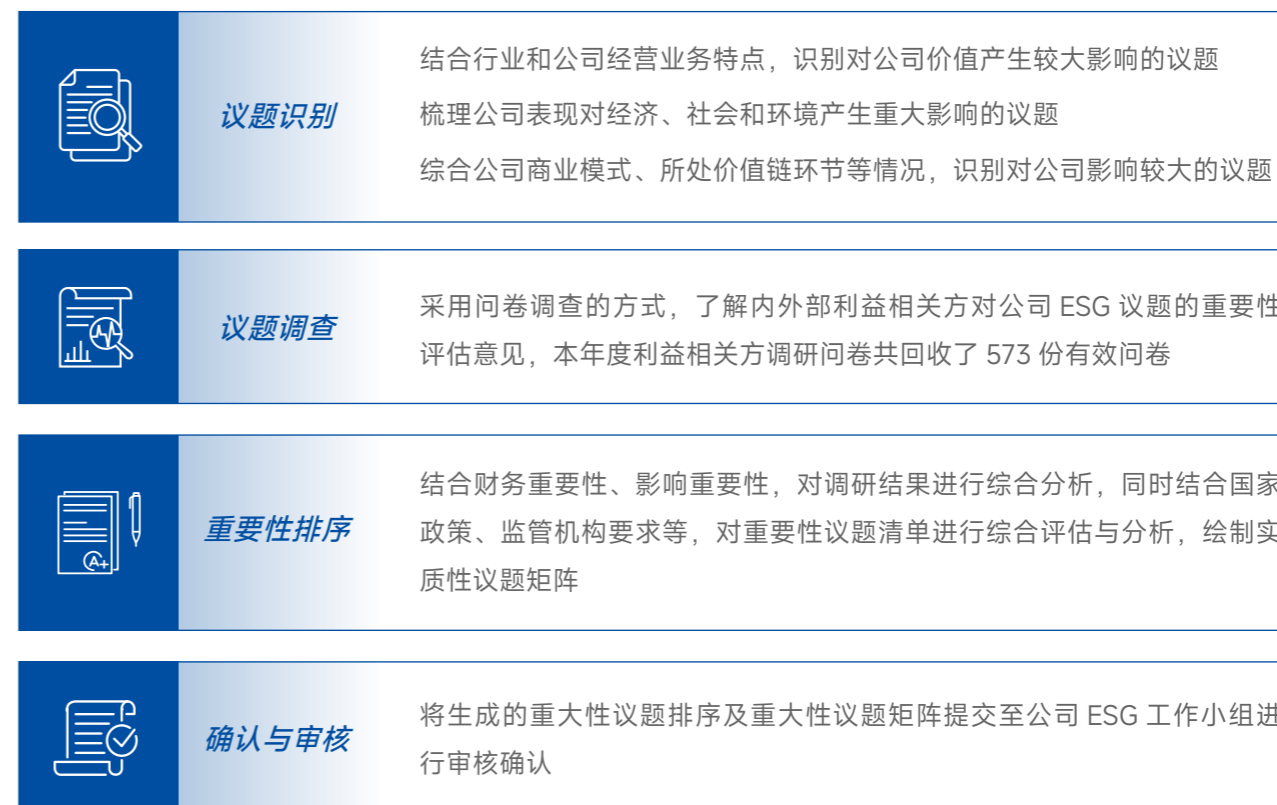 议题识别
结合行业和公司经营业务特点，识别对公司价值产生较大影响的议题
梳理公司表现对经济、社会和环境产生重大影响的议题
综合公司商业模式、所处价值链环节等情况，识别对公司影响较大的议题
议题调查
采用问卷调查的方式，了解内外部利益相关方对公司 ESG 议题的重要性
评估意见，本年度利益相关方调研问卷共回收了 573 份有效问卷
A+
重要性排序
结合财务重要性、影响重要性，对调研结果进行综合分析，同时结合国家
政策、监管机构要求等，对重要性议题清单进行综合评估与分析，绘制实
质性议题矩阵
确认与审核
将生成的重大性议题排序及重大性议题矩阵提交至公司 ESG 工作小组进
行审核确认